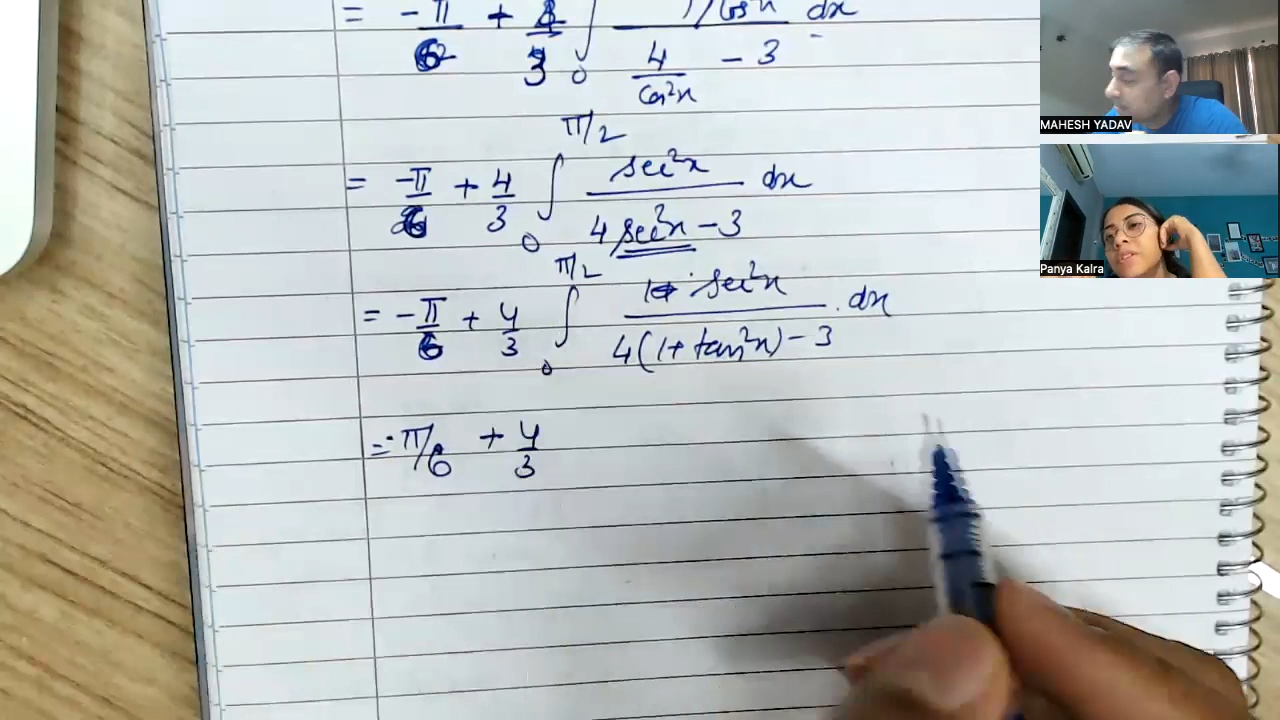 = -π/6 + 4/3 ∫₀ 1/cos²x / (4/cos²x - 3) dx
π/2
= -π/6 + 4/3 ∫₀ sec²x / (4 sec²x - 3) dx
π/2
= -π/6 + 4/3 ∫₀ sec²x / (4(1 + tan²x) - 3) . dx
= -π/6 + 4/3
MAHESH YADAV
Panya Kalra